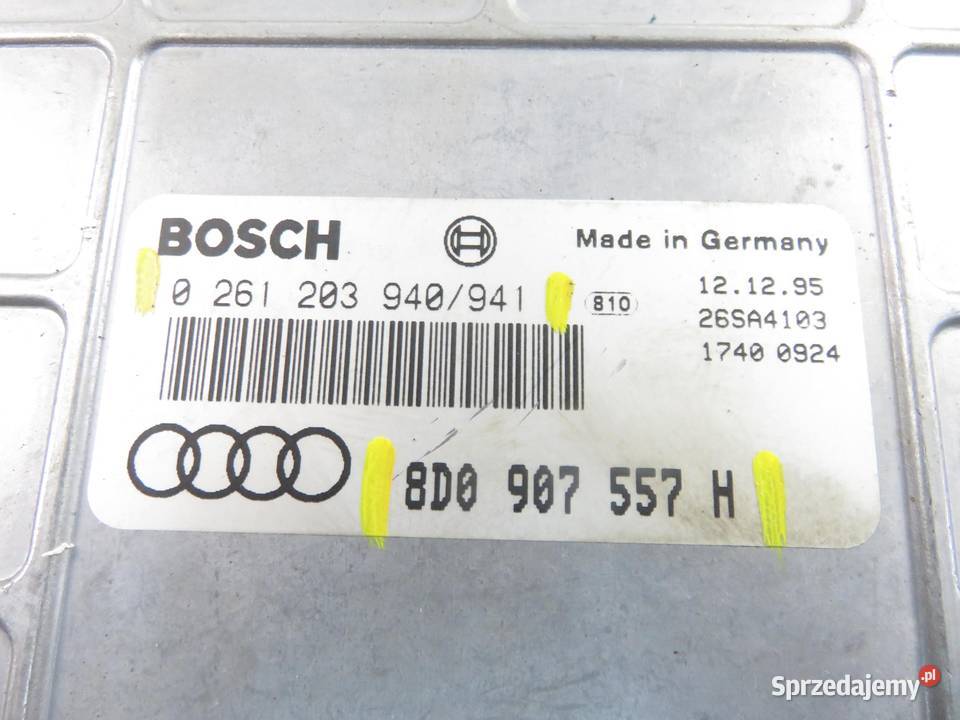 BOSCH
Made in Germany
0 261 203 940/941
810
12.12.95
26SA4103
1740 0924
8D0 907 557 H
Sprzedajemy.pl